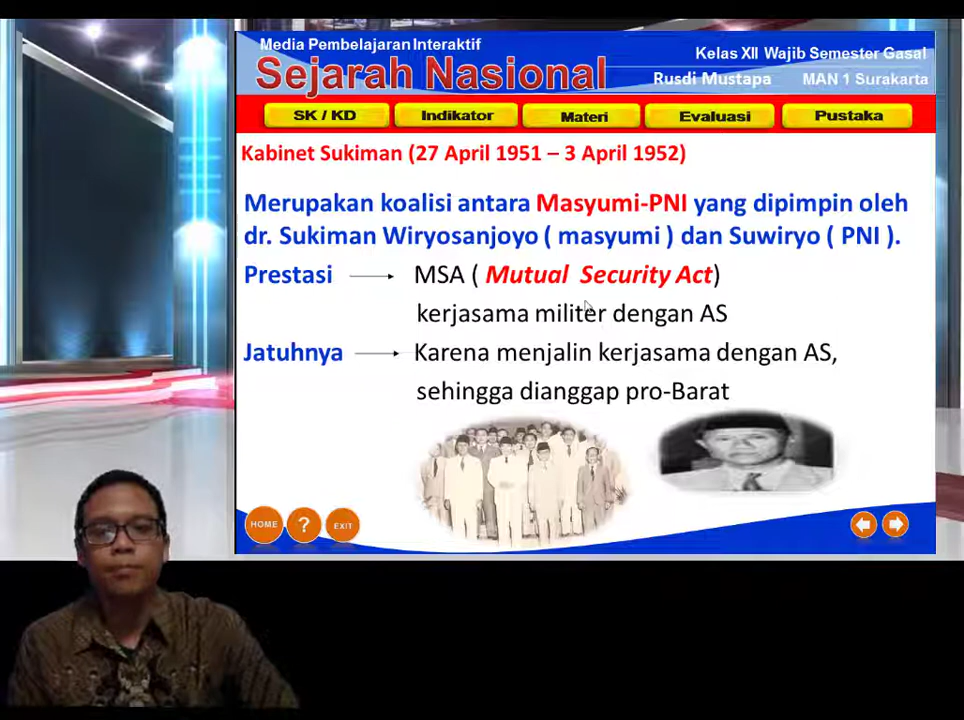 Media Pembelajaran Interaktif
Sejarah Nasional
Kelas XII Wajib Semester Gasal
Rusdi Mustapa MAN 1 Surakarta
SK / KD Indikator Materi Evaluasi Pustaka
Kabinet Sukiman (27 April 1951 – 3 April 1952)
Merupakan koalisi antara Masyumi-PNI yang dipimpin oleh
dr. Sukiman Wiryosanjoyo ( masyumi ) dan Suwiryo ( PNI ).
Prestasi MSA ( Mutual Security Act)
kerjasama militer dengan AS
Jatuhnya Karena menjalin kerjasama dengan AS,
sehingga dianggap pro-Barat
HOME ? EXIT